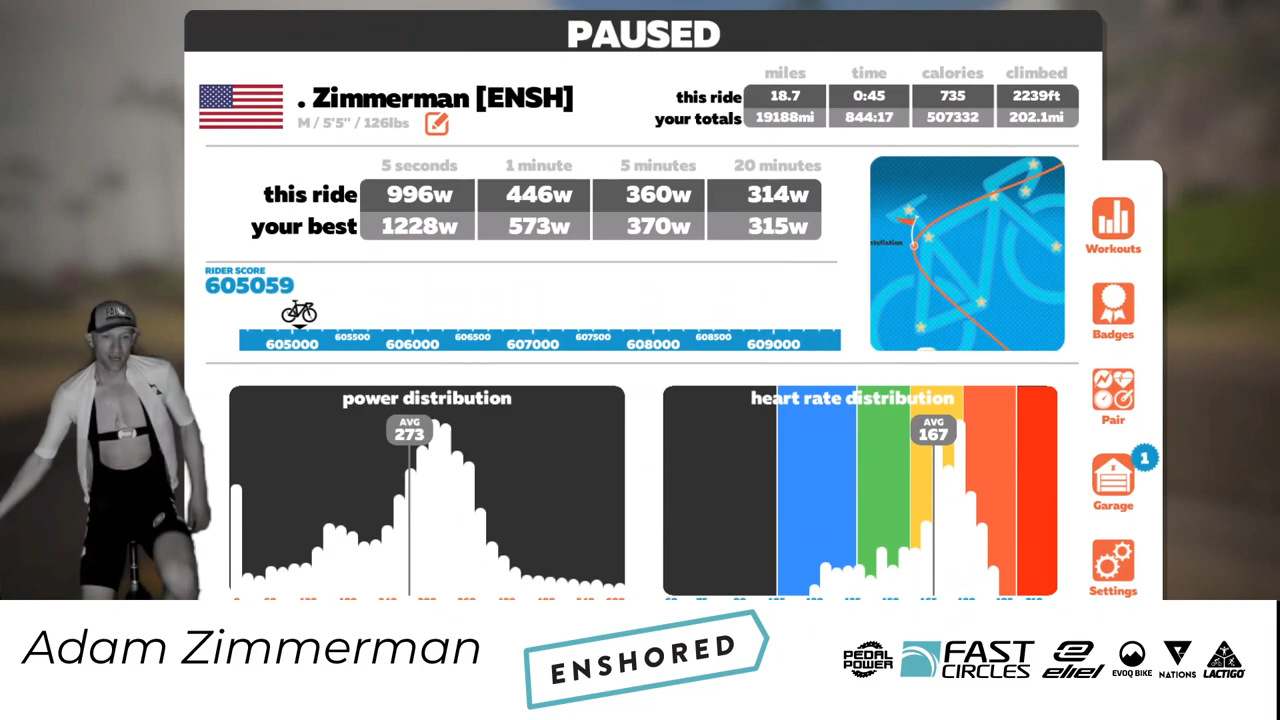 PAUSED
. Zimmerman [ENSH]
M / 5'5" / 126lbs
miles time calories climbed
this ride 18.7 0:45 735 2239ft
your totals 19188mi 844:17 507332 202.1mi
5 seconds 1 minute 5 minutes 20 minutes
this ride 996w 446w 360w 314w
your best 1228w 573w 370w 315w
RIDER SCORE
605059
605000 605500 606000 606500 607000 607500 608000 608500 609000
Workouts
Badges
Pair
1
Garage
Settings
power distribution
AVG
273
heart rate distribution
AVG
167
Adam Zimmerman
ENSHORED
PEDAL
POWER
FAST
CIRCLES
eliel
EVOQ BIKE
NATIONS
LACTIGO